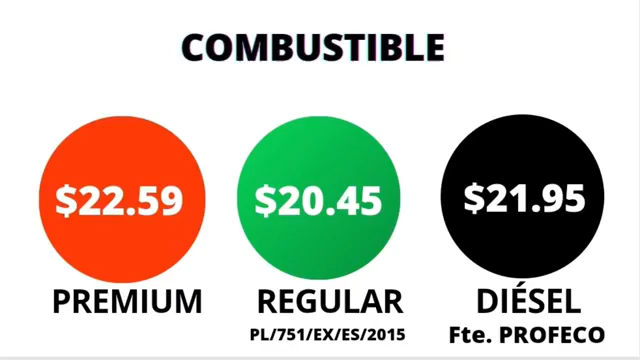 COMBUSTIBLE
$22.59 $20.45 $21.95
PREMIUM REGULAR DIÉSEL
PL/751/EX/ES/2015 Fte. PROFECO